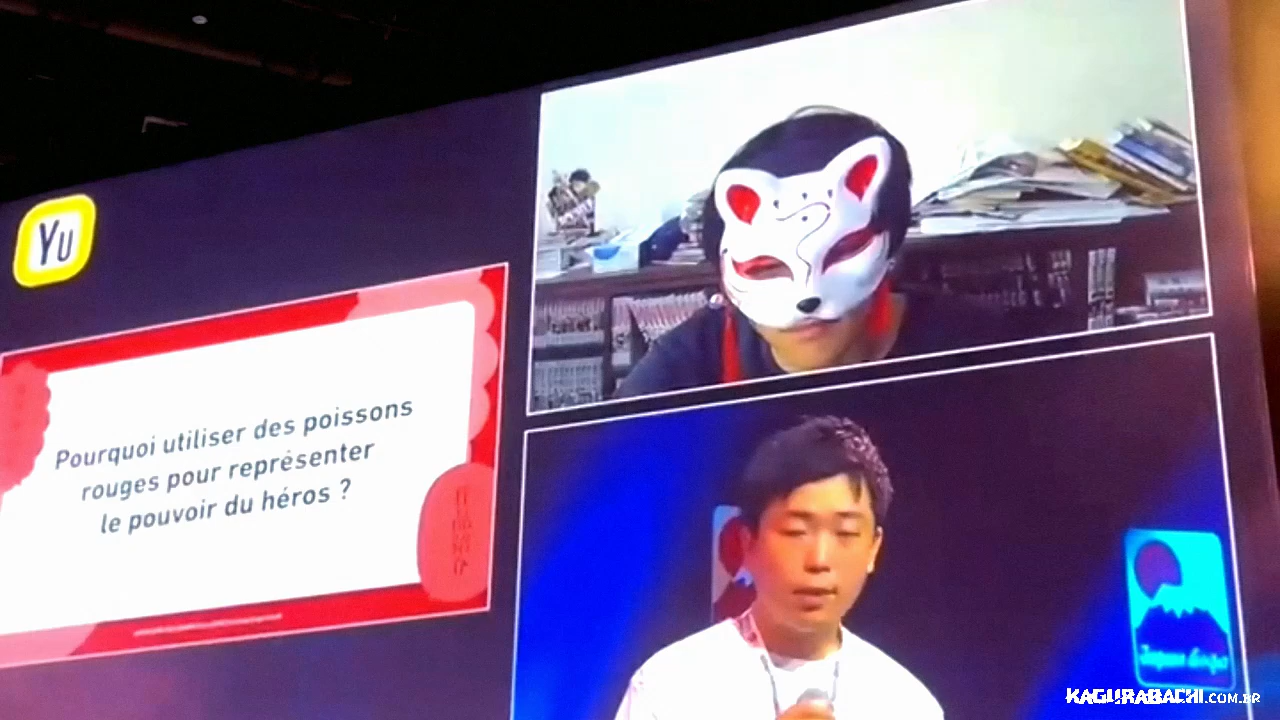 Yu
Pourquoi utiliser des poissons
rouges pour représenter
le pouvoir du héros ?
KAGURABACHI.COM.BR